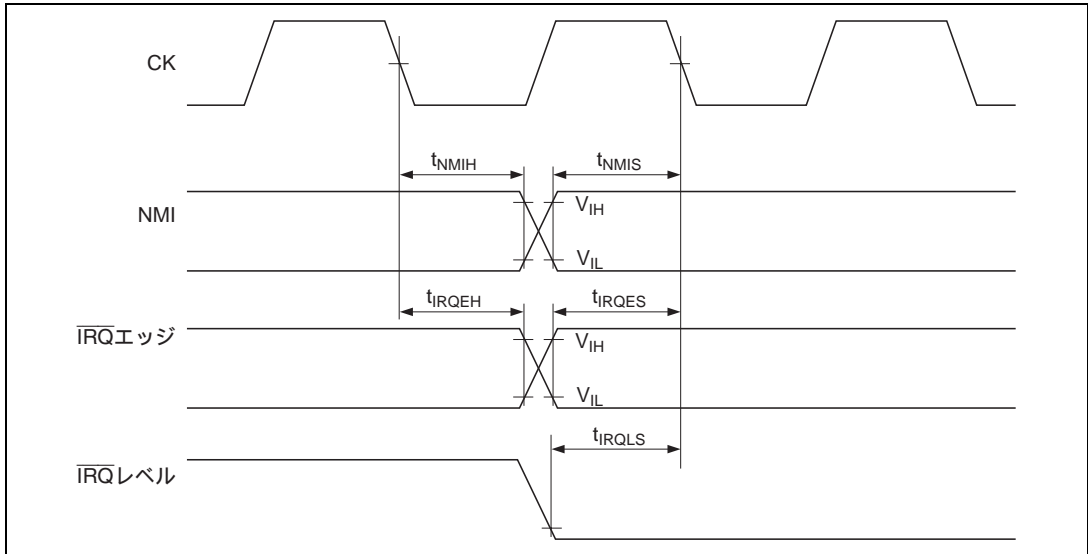 CK
tNMIH tNMIS
NMI
VIH
VIL
tIRQEH tIRQES
IRQエッジ
VIH
VIL
tIRQLS
IRQレベル